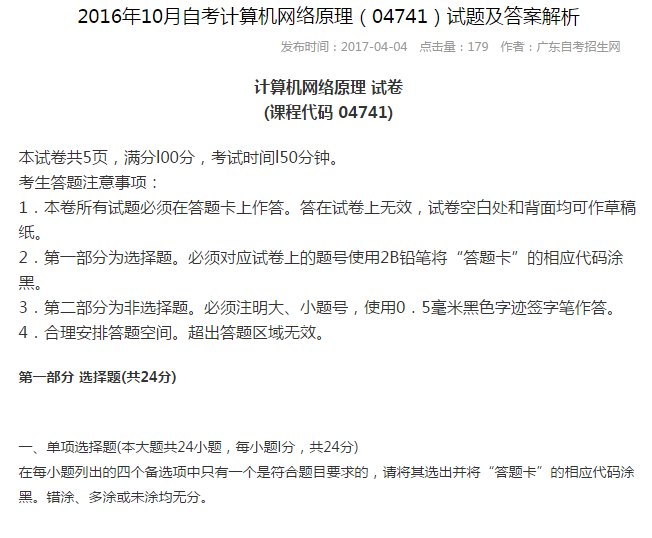 2016年10月自考计算机网络原理（04741）试题及答案解析
发布时间：2017-04-04 点击量：179 作者：广东自考招生网
计算机网络原理 试卷
(课程代码 04741)
本试卷共5页，满分l00分，考试时间l50分钟。
考生答题注意事项：
1．本卷所有试题必须在答题卡上作答。答在试卷上无效，试卷空白处和背面均可作草稿
纸。
2．第一部分为选择题。必须对应试卷上的题号使用2B铅笔将“答题卡”的相应代码涂
黑。
3．第二部分为非选择题。必须注明大、小题号，使用0．5毫米黑色字迹签字笔作答。
4．合理安排答题空间。超出答题区域无效。
第一部分 选择题(共24分)
一、单项选择题(本大题共24小题，每小题l分，共24分)
在每小题列出的四个备选项中只有一个是符合题目要求的，请将其选出并将“答题卡”的相应代码涂
黑。错涂、多涂或未涂均无分。